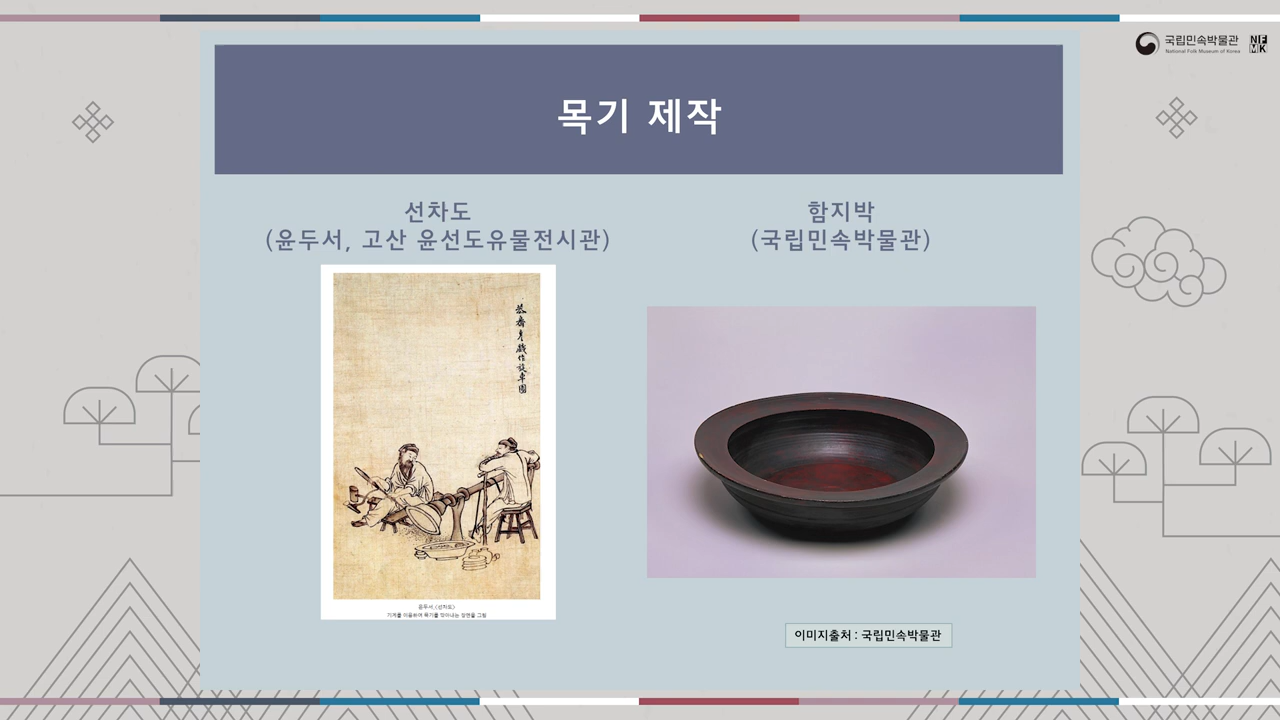 국립민속박물관
National Folk Museum of Korea
NF
MK
목기 제작
선차도
(윤두서, 고산 윤선도유물전시관)
함지박
(국립민속박물관)
윤두서 <선차도>
기계를 이용하여 목기를 깎아내는 장면을 그림
이미지출처 : 국립민속박물관